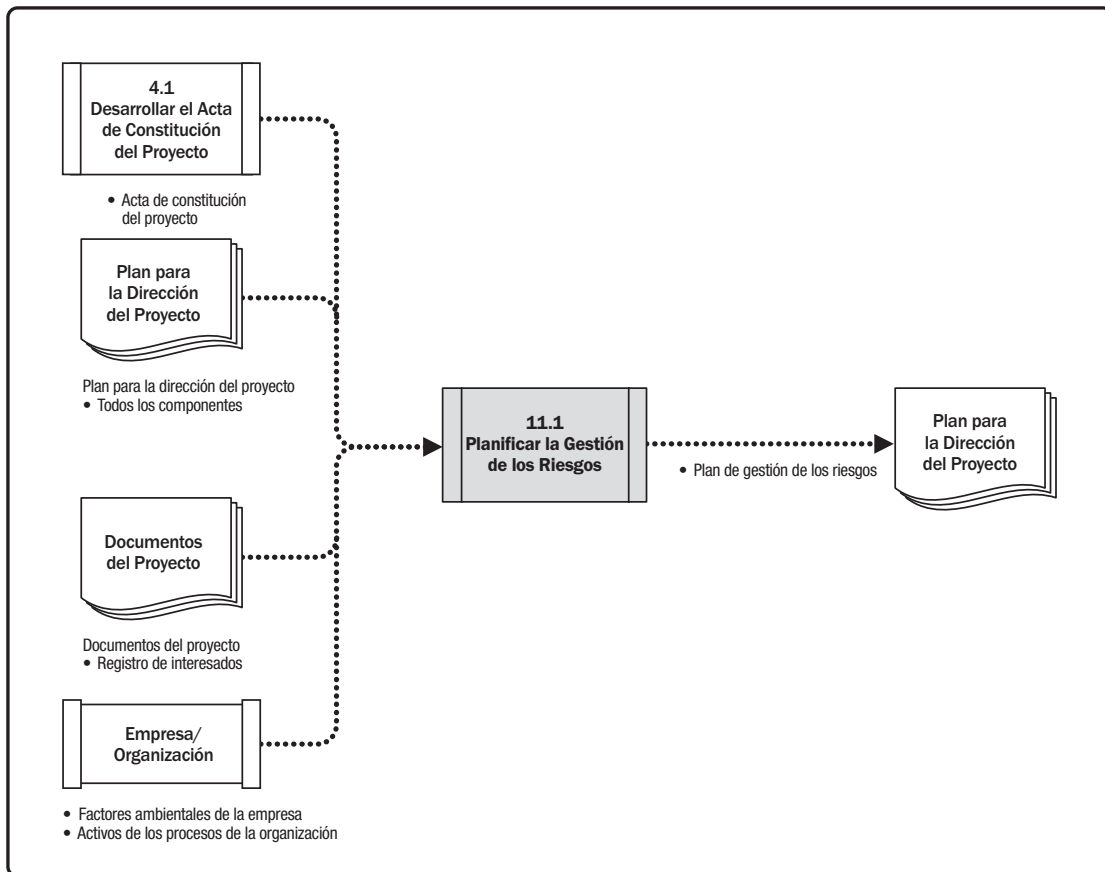 4.1
Desarrollar el Acta
de Constitución
del Proyecto
• Acta de constitución
del proyecto
Plan para
la Dirección
del Proyecto
Plan para la dirección del proyecto
• Todos los componentes
Documentos
del Proyecto
Documentos del proyecto
• Registro de interesados
Empresa/
Organización
• Factores ambientales de la empresa
• Activos de los procesos de la organización
11.1
Planificar la Gestión
de los Riesgos
• Plan de gestión de los riesgos
Plan para
la Dirección
del Proyecto